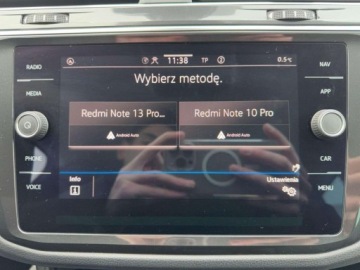 RADIO
MEDIA
PHONE
VOICE
11:38
TP
0.5°C
Wybierz metodę.
Redmi Note 13 Pro...
Android Auto
Redmi Note 10 Pro
Android Auto
Info
Ustawienia
NAV
APP
CAR
MENU